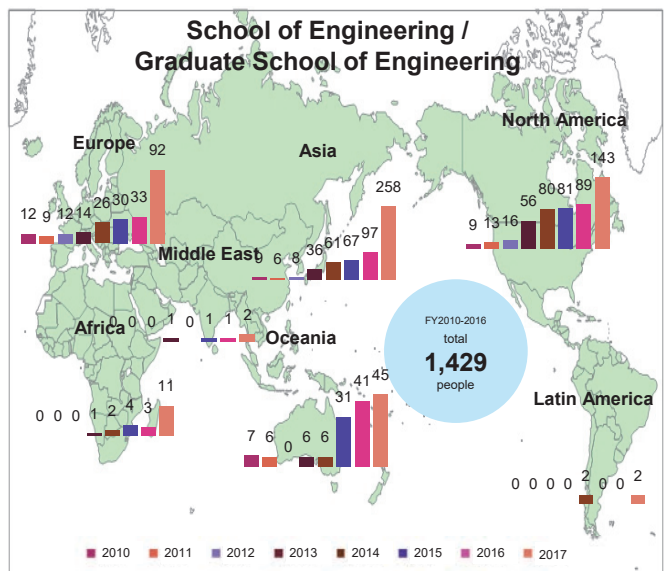 School of Engineering /
Graduate School of Engineering
Europe
12 9 12 14 26 30 33 92
Asia
9 6 8 36 61 67 97 258
North America
9 13 16 56 80 81 89 143
Middle East
0 0 0 1 0 1 1 2
Africa
0 0 0 1 2 4 3 11
Oceania
7 6 0 6 6 31 41 45
FY2010-2016
total
1,429
people
Latin America
0 0 0 0 2 0 0 2
2010 2011 2012 2013 2014 2015 2016 2017